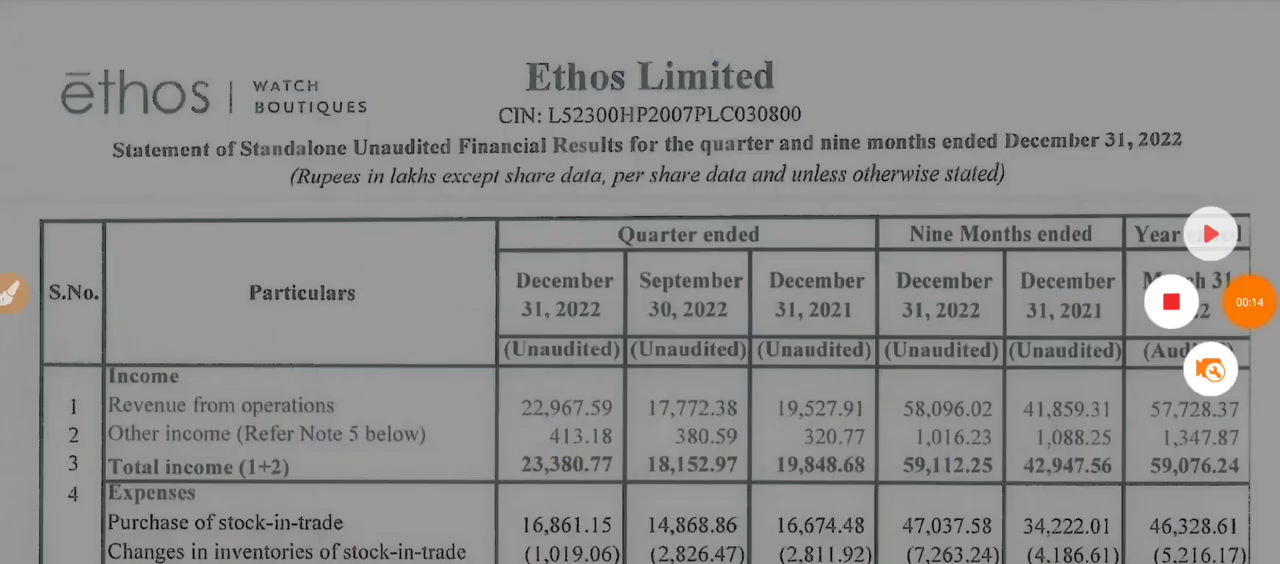 ēthos | WATCH BOUTIQUES
Ethos Limited
CIN: L52300HP2007PLC030800
Statement of Standalone Unaudited Financial Results for the quarter and nine months ended December 31, 2022
(Rupees in lakhs except share data, per share data and unless otherwise stated)
S.No. Particulars Quarter ended Nine Months ended Year
December 31, 2022 September 30, 2022 December 31, 2021 December 31, 2022 December 31, 2021 31
(Unaudited) (Unaudited) (Unaudited) (Unaudited) (Unaudited)
00:14
Income
1 Revenue from operations 22,967.59 17,772.38 19,527.91 58,096.02 41,859.31 57,728.37
2 Other income (Refer Note 5 below) 413.18 380.59 320.77 1,016.23 1,088.25 1,347.87
3 Total income (1+2) 23,380.77 18,152.97 19,848.68 59,112.25 42,947.56 59,076.24
4 Expenses
Purchase of stock-in-trade 16,861.15 14,868.86 16,674.48 47,037.58 34,222.01 46,328.61
Changes in inventories of stock-in-trade (1,019.06) (2,826.47) (2,811.92) (7,263.24) (4,186.61) (5,216.17)